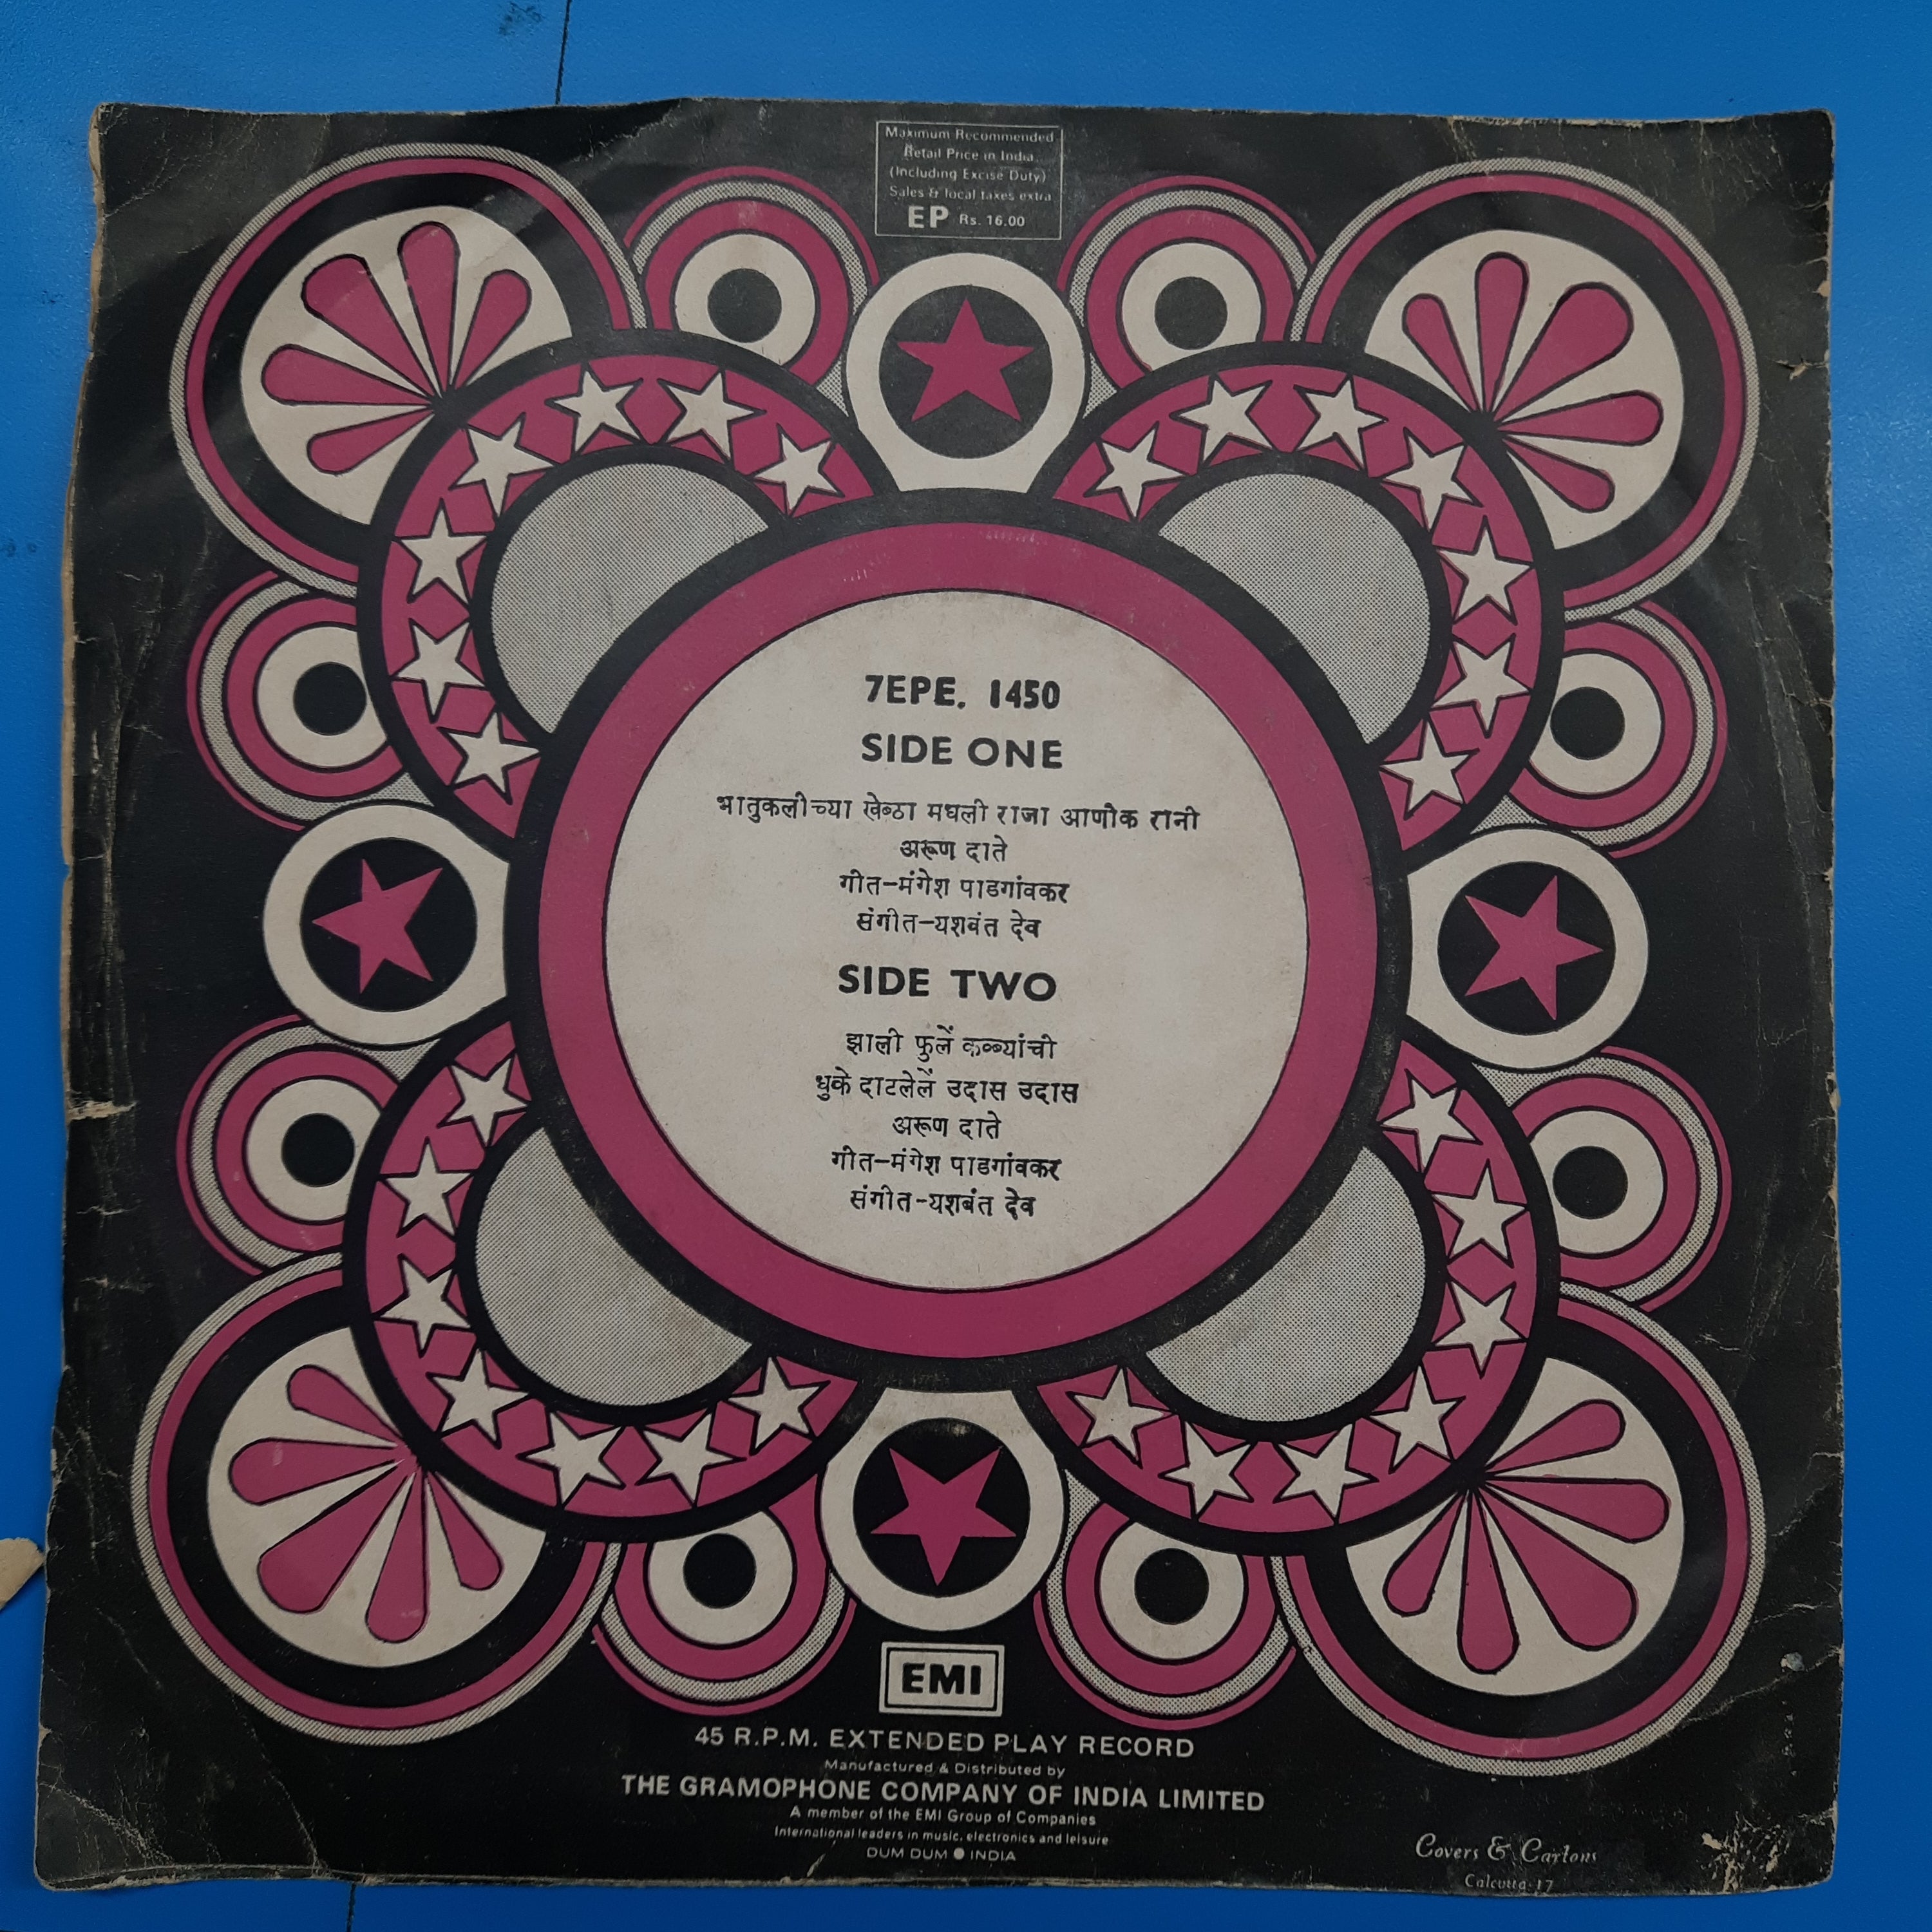 Maximum Recommended
Retail Price in India.
(Including Excise Duty)
Sales & local taxes extra
EP Rs. 16.00
7EPE. 1450
SIDE ONE
भातुकलीच्या खेळा मधली राजा आणीक रानी
अरूण दाते
गीत-मंगेश पाडगांवकर
संगीत-यशवंत देव
SIDE TWO
झाली फुलें कळ्यांची
धुके दाटलेलें उदास उदास
अरूण दाते
गीत-मंगेश पाडगांवकर
संगीत-यशवंत देव
EMI
45 R.P.M. EXTENDED PLAY RECORD
Manufactured & Distributed by
THE GRAMOPHONE COMPANY OF INDIA LIMITED
A member of the EMI Group of Companies
International leaders in music, electronics and leisure
DUM DUM ● INDIA
Covers & Cartons
Calcutta-17